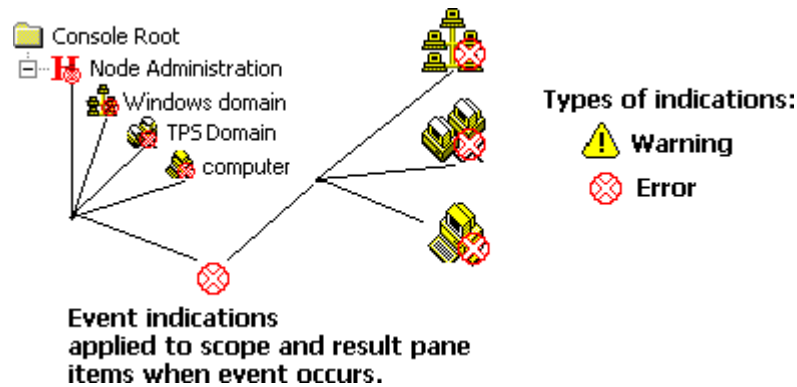 Console Root
H Node Administration
Windows domain
TPS Domain
computer
Types of indications:
Warning
Error
Event indications
applied to scope and result pane
items when event occurs.